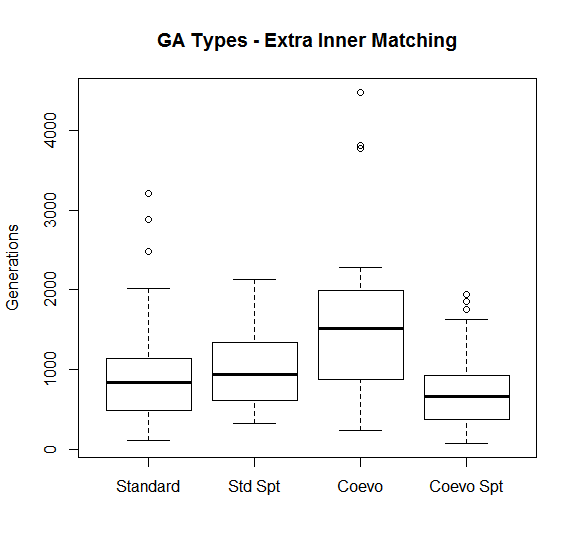 GA Types - Extra Inner Matching
Generations
4000
3000
2000
1000
0
Standard
Std Spt
Coevo
Coevo Spt